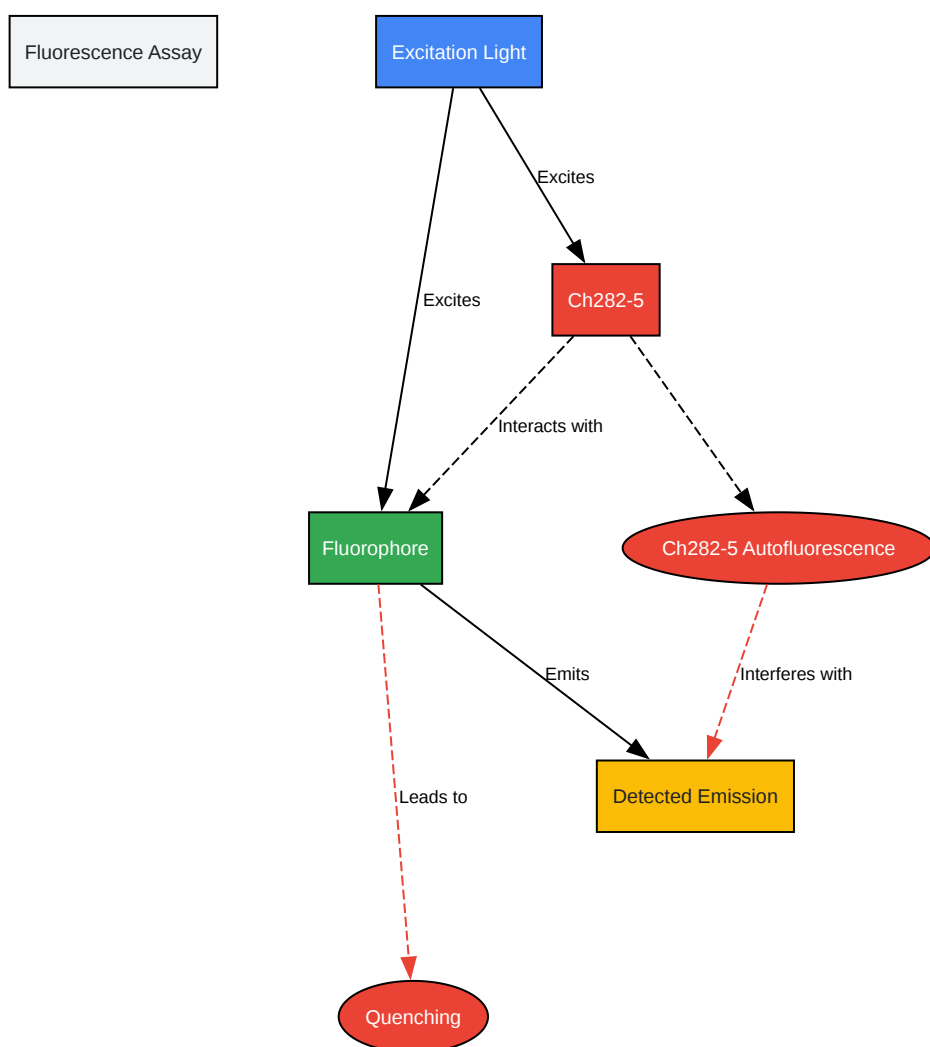 Fluorescence Assay
Excitation Light
Excites
Ch282-5
Excites
Interacts with
Fluorophore
Ch282-5 Autofluorescence
Emits
Interferes with
Detected Emission
Leads to
Quenching